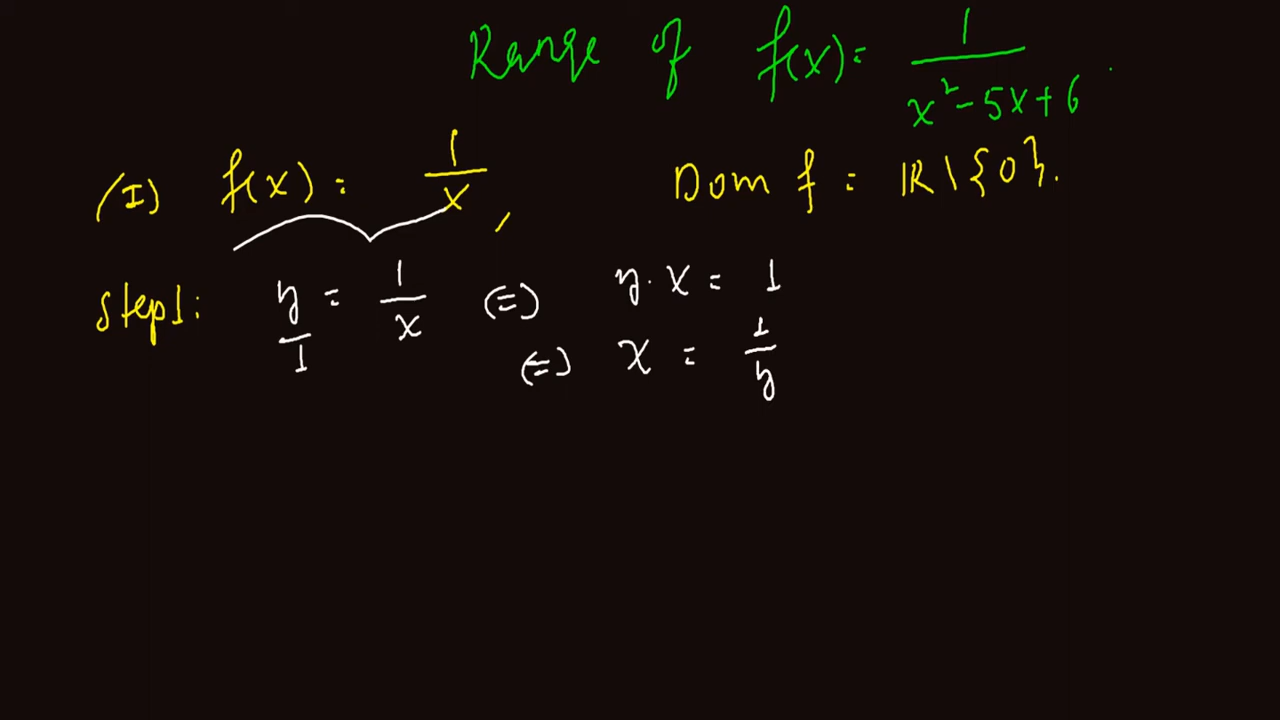 Range of f(x) = 1/(x² - 5x + 6)
(I) f(x) = 1/x, Dom f = ℝ \ {0}.
Step1: y/1 = 1/x (=) y · x = 1
(=) x = 1/y